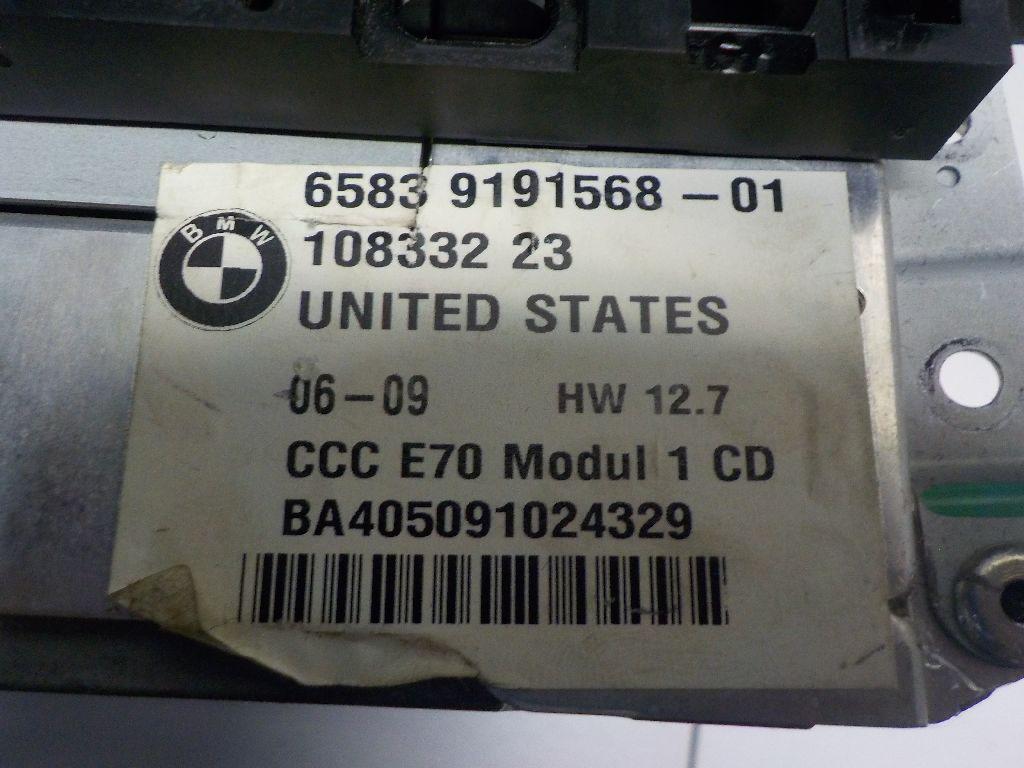 6583 9191568 – 01
BMW
108332 23
UNITED STATES
06–09 HW 12.7
CCC E70 Modul 1 CD
BA405091024329